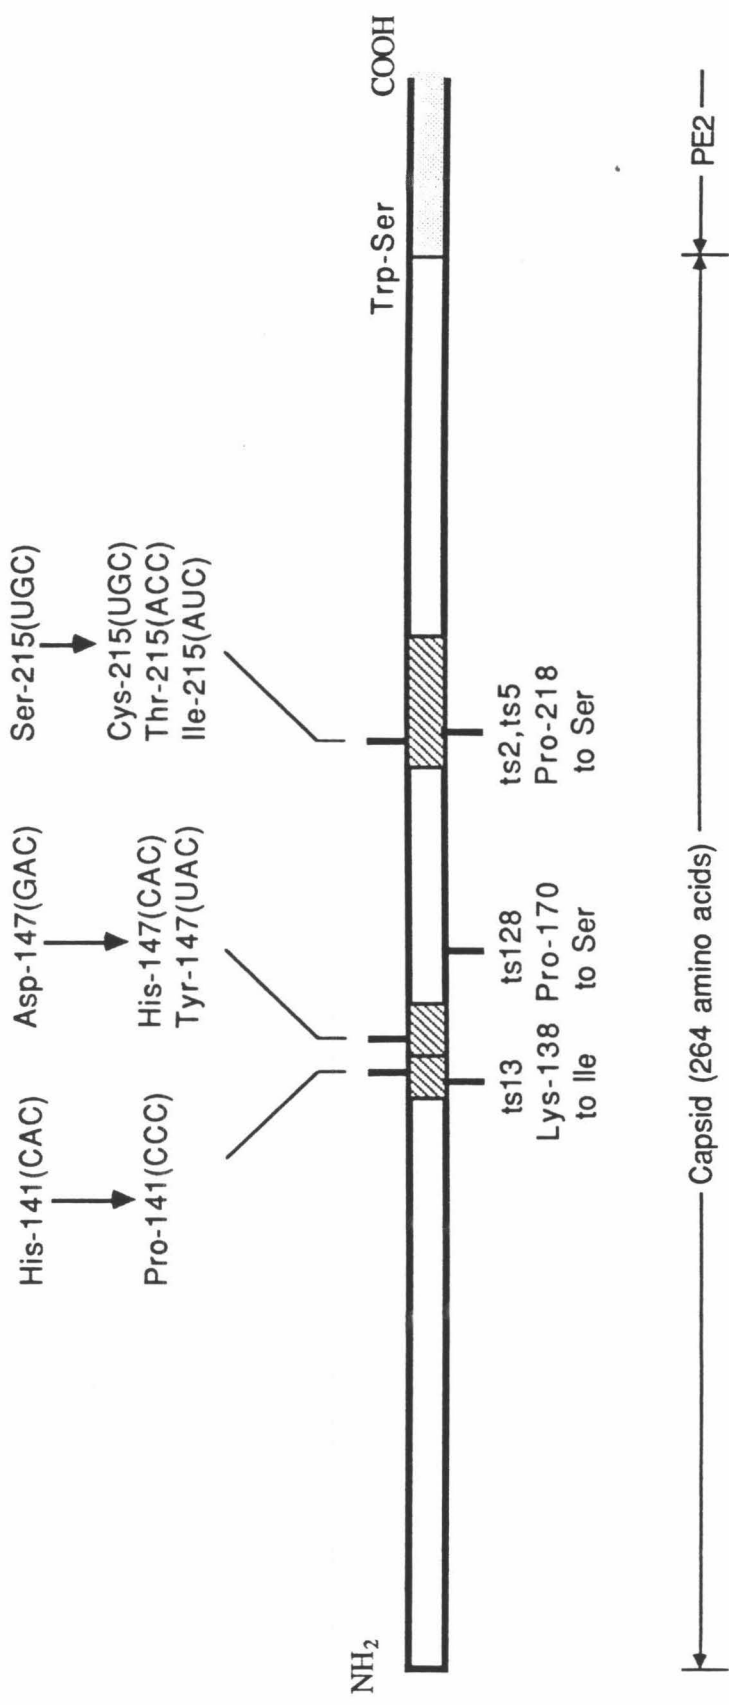 His-141(CAC)
Pro-141(CCC)
Asp-147(GAC)
His-147(CAC)
Tyr-147(UAC)
Ser-215(UGC)
Cys-215(UGC)
Thr-215(ACC)
Ile-215(AUC)
NH₂
Trp-Ser
COOH
ts13
Lys-138
to Ile
ts128
Pro-170
to Ser
ts2,ts5
Pro-218
to Ser
Capsid (264 amino acids)
PE2